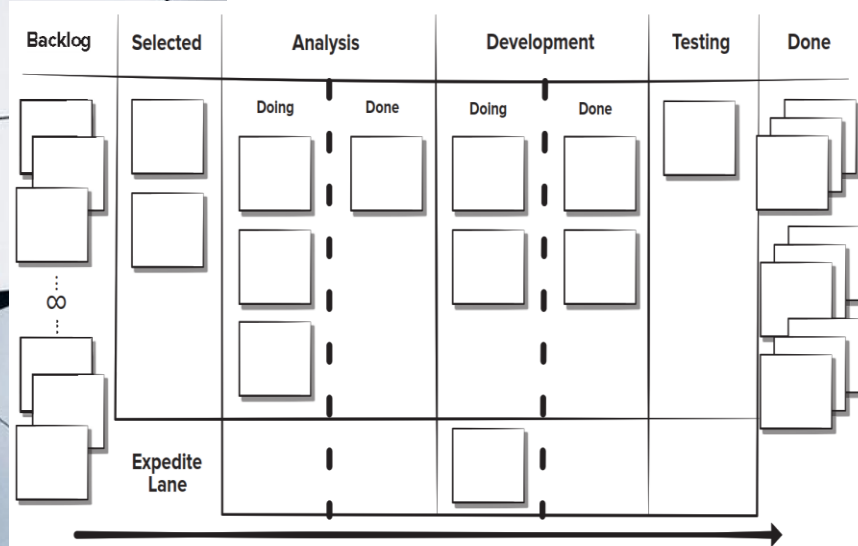 Backlog
Selected
Analysis
Development
Testing
Done
Doing
Done
Doing
Done
∞
Expedite
Lane